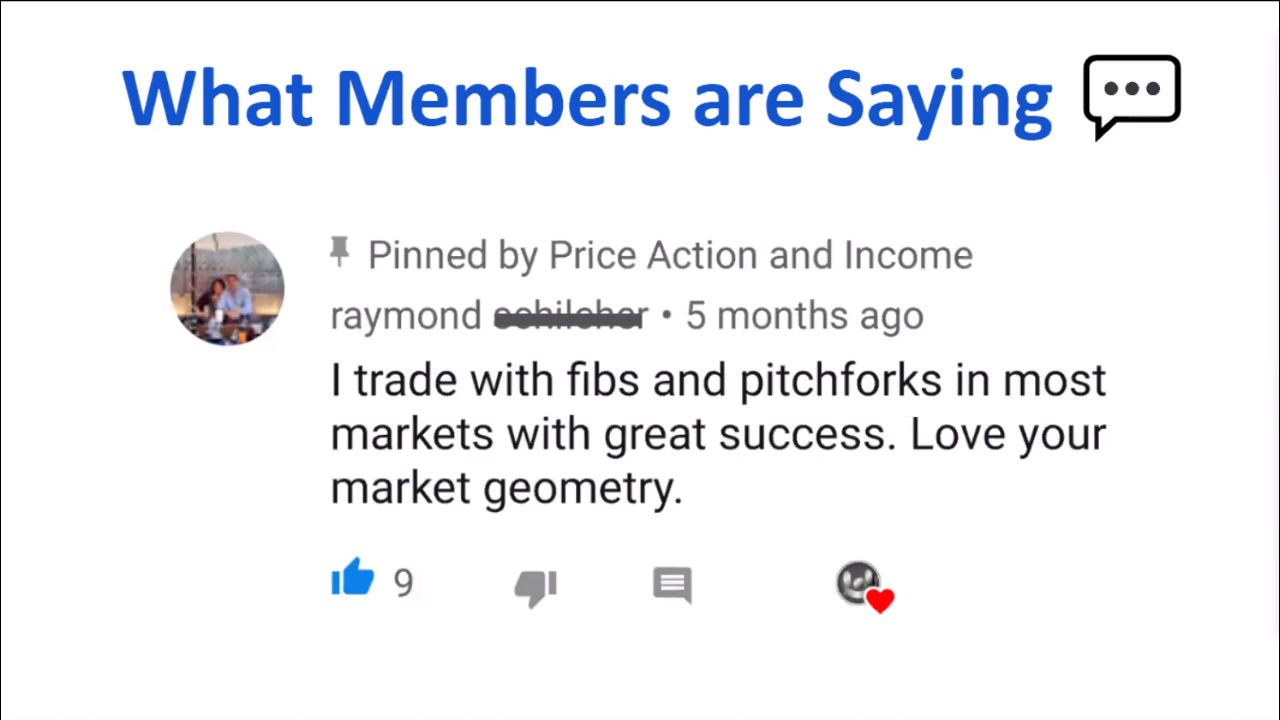 What Members are Saying
Pinned by Price Action and Income
raymond • 5 months ago
I trade with fibs and pitchforks in most
markets with great success. Love your
market geometry.
9